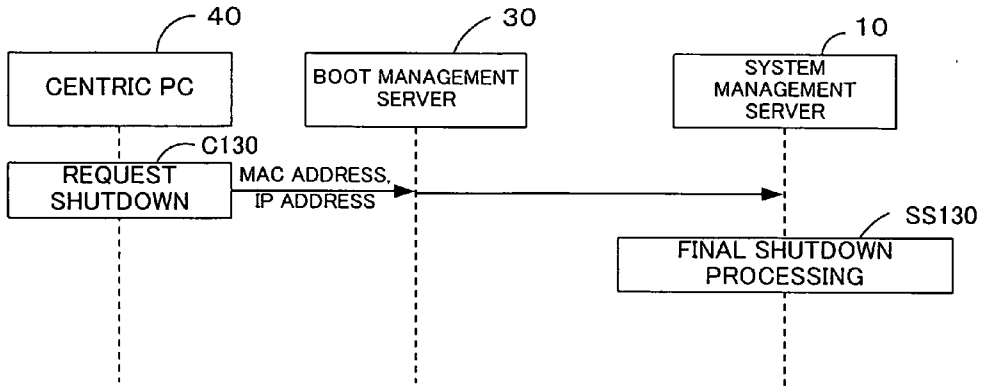 40
30
10
CENTRIC PC
BOOT MANAGEMENT
SERVER
SYSTEM
MANAGEMENT
SERVER
C130
REQUEST
SHUTDOWN
MAC ADDRESS,
IP ADDRESS
SS130
FINAL SHUTDOWN
PROCESSING